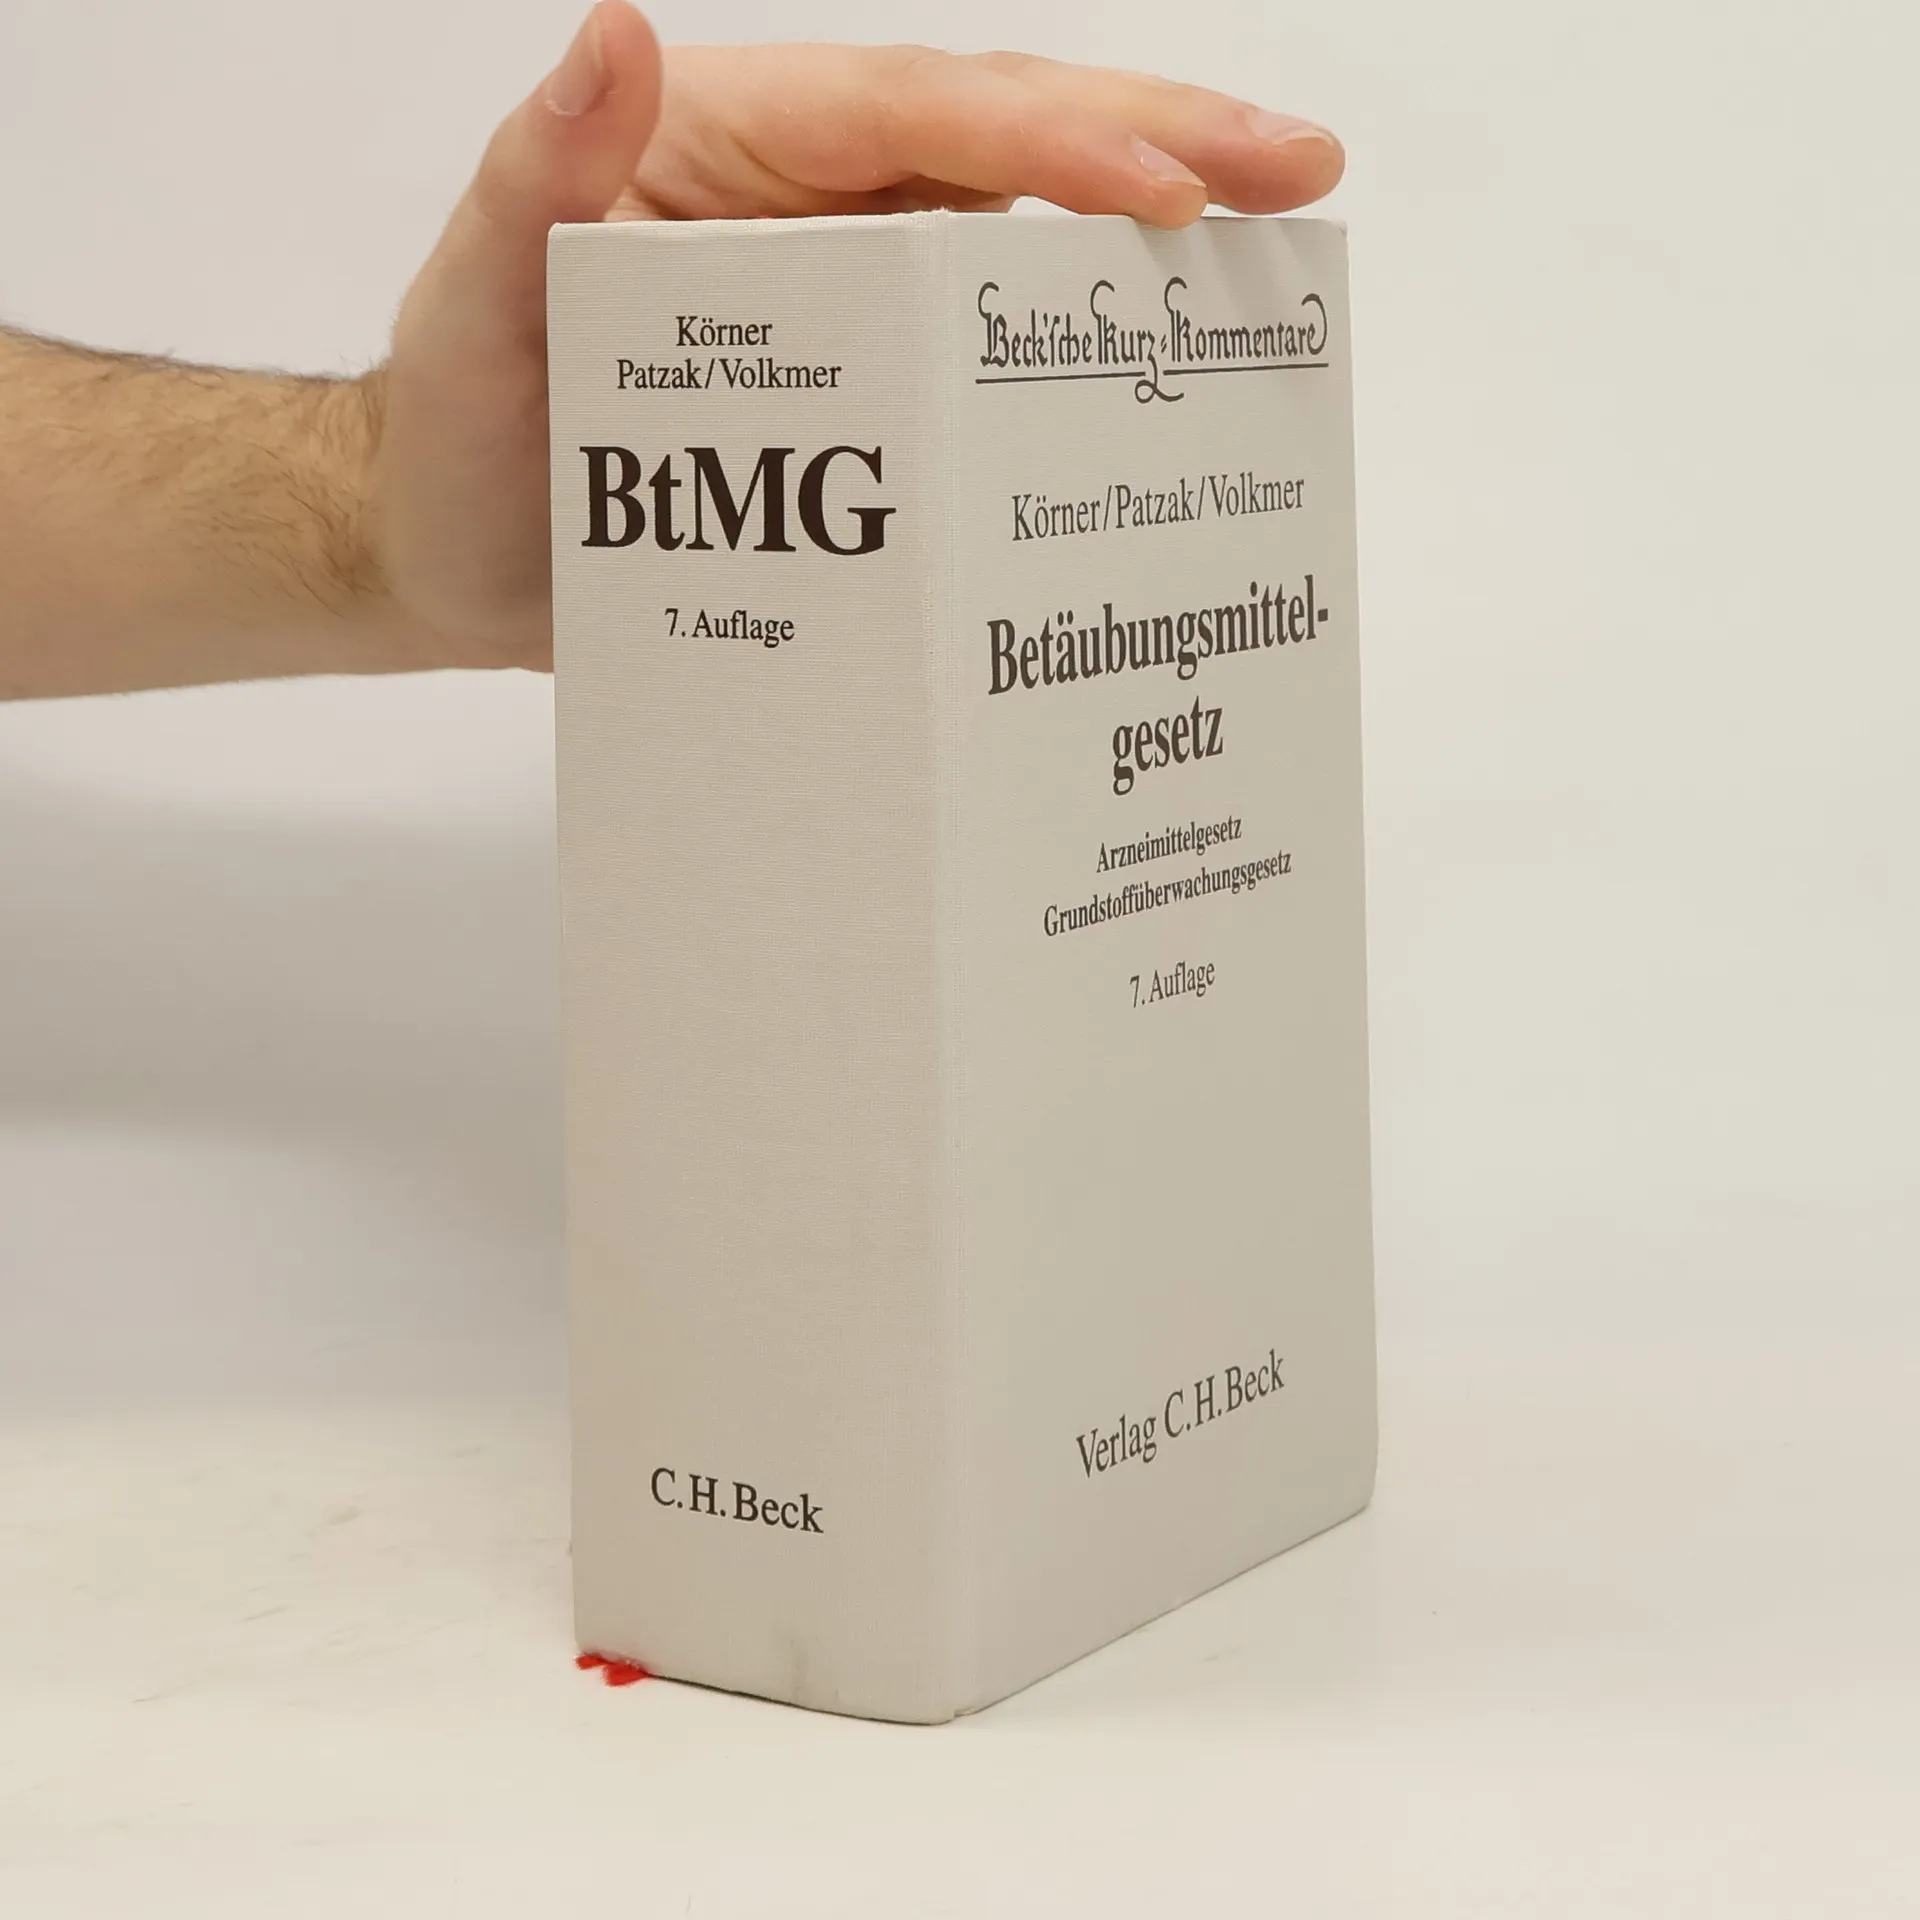 Körner
Patzak/Volkmer
BtMG
7. Auflage
C.H.Beck
Beck'sche Kurz-Kommentare
Körner/Patzak/Volkmer
Betäubungsmittel-
gesetz
Arzneimittelgesetz
Grundstoffüberwachungsgesetz
7. Auflage
Verlag C.H.Beck